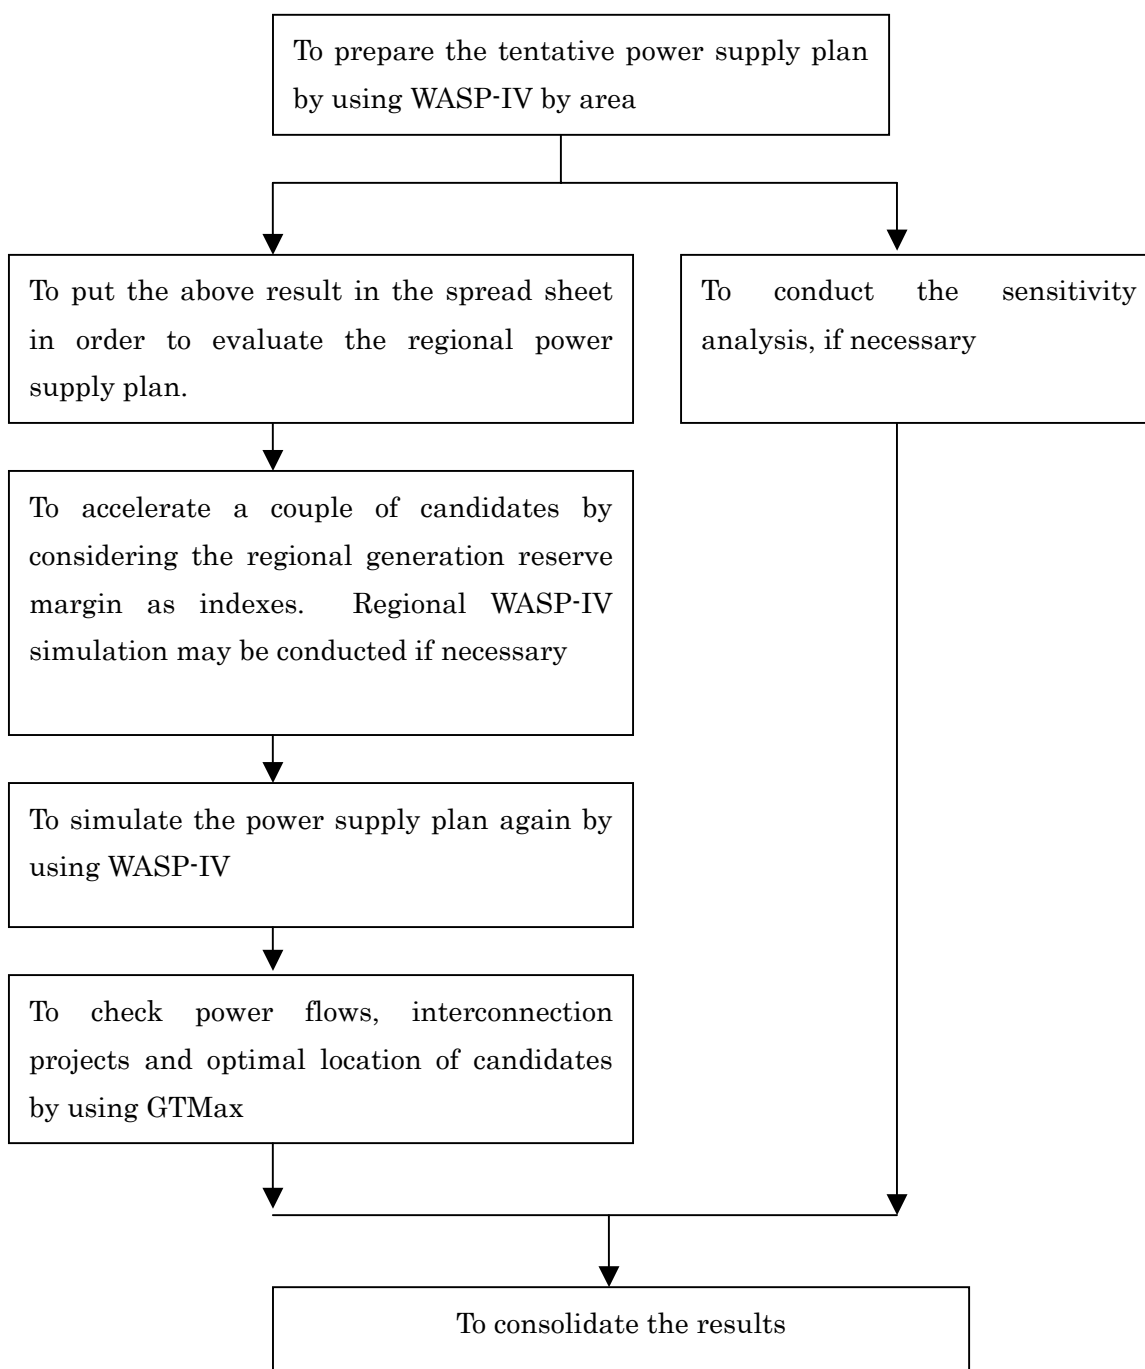 To prepare the tentative power supply plan
by using WASP-IV by area
To put the above result in the spread sheet
in order to evaluate the regional power
supply plan.
To conduct the sensitivity
analysis, if necessary
To accelerate a couple of candidates by
considering the regional generation reserve
margin as indexes. Regional WASP-IV
simulation may be conducted if necessary
To simulate the power supply plan again by
using WASP-IV
To check power flows, interconnection
projects and optimal location of candidates
by using GTMax
To consolidate the results